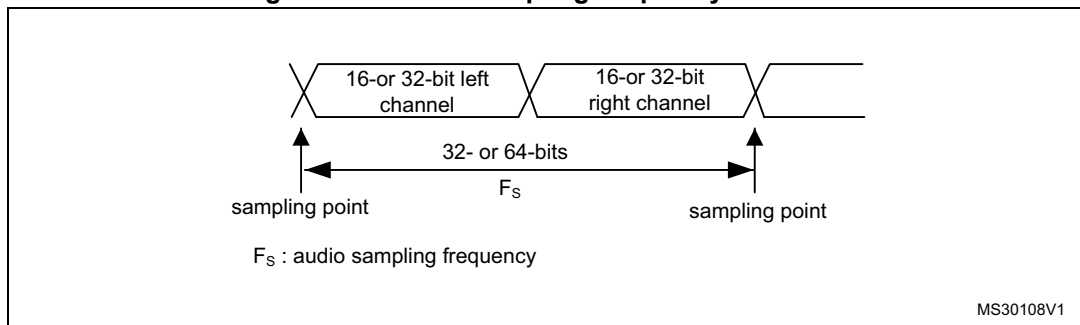 16-or 32-bit left
channel
16-or 32-bit
right channel
32- or 64-bits
FS
sampling point
sampling point
FS : audio sampling frequency
MS30108V1